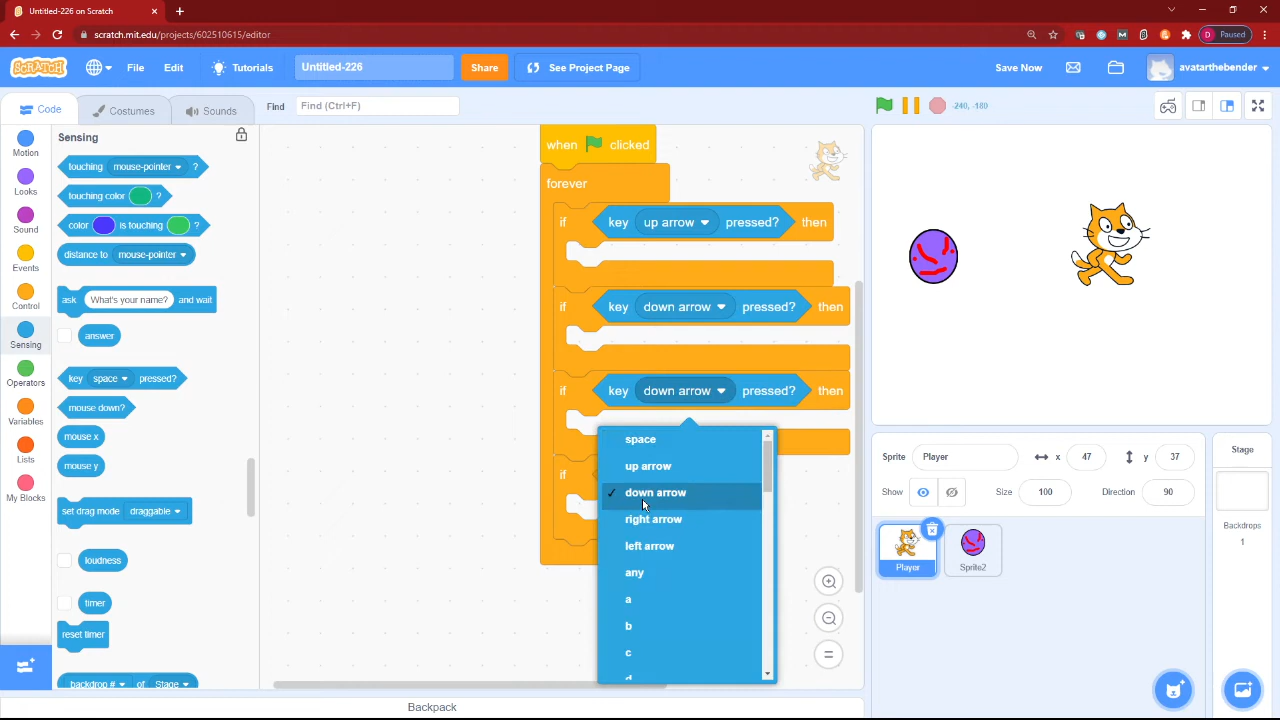 Untitled-226 on Scratch
scratch.mit.edu/projects/602510615/editor
D Paused
SCRATCH File Edit Tutorials Untitled-226 Share See Project Page Save Now avatarthebender
Code Costumes Sounds Find Find (Ctrl+F) -240, -180
Motion
Looks
Sound
Events
Control
Sensing
Operators
Variables
Lists
My Blocks
Sensing
touching mouse-pointer ?
touching color ?
color is touching ?
distance to mouse-pointer
ask What's your name? and wait
answer
key space pressed?
mouse down?
mouse x
mouse y
set drag mode draggable
loudness
timer
reset timer
backdrop # of Stage
when clicked
forever
if key up arrow pressed? then
if key down arrow pressed? then
if key down arrow pressed? then
if
✓
space
up arrow
down arrow
right arrow
left arrow
any
a
b
c
d
Sprite Player x 47 y 37
Show Size 100 Direction 90
Player
Sprite2
Stage
Backdrops
1
Backpack